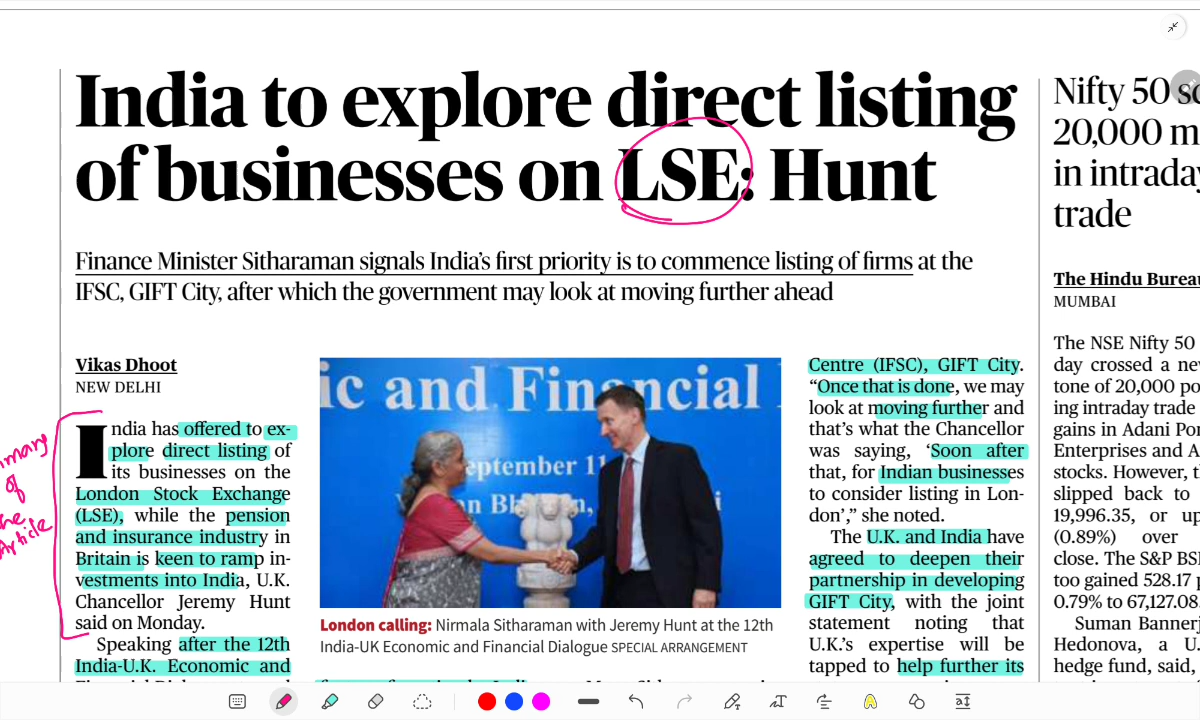 India to explore direct listing
of businesses on LSE: Hunt
Finance Minister Sitharaman signals India's first priority is to commence listing of firms at the
IFSC, GIFT City, after which the government may look at moving further ahead
Vikas Dhoot
NEW DELHI
India has offered to ex-
plore direct listing of
its businesses on the
London Stock Exchange
(LSE), while the pension
and insurance industry in
Britain is keen to ramp in-
vestments into India, U.K.
Chancellor Jeremy Hunt
said on Monday.
Speaking after the 12th
India-U.K. Economic and
of
Article
ic and Financial
eptember 11
London calling: Nirmala Sitharaman with Jeremy Hunt at the 12th
India-UK Economic and Financial Dialogue SPECIAL ARRANGEMENT
Centre (IFSC), GIFT City.
“Once that is done, we may
look at moving further and
that’s what the Chancellor
was saying, ‘Soon after
that, for Indian businesses
to consider listing in Lon-
don’,” she noted.
The U.K. and India have
agreed to deepen their
partnership in developing
GIFT City, with the joint
statement noting that
U.K.’s expertise will be
tapped to help further its
Nifty 50
20,000
in intraday
trade
The Hindu
MUMBAI
The NSE Nifty 50
day crossed a
tone of 20,000
ing intraday trade
gains in Adani
Enterprises and
stocks. However,
slipped back to
19,996.35, or
(0.89%) over
close. The S&P
too gained 528.17
0.79% to 67,127.08
Suman
Hedonova, a
hedge fund, said,